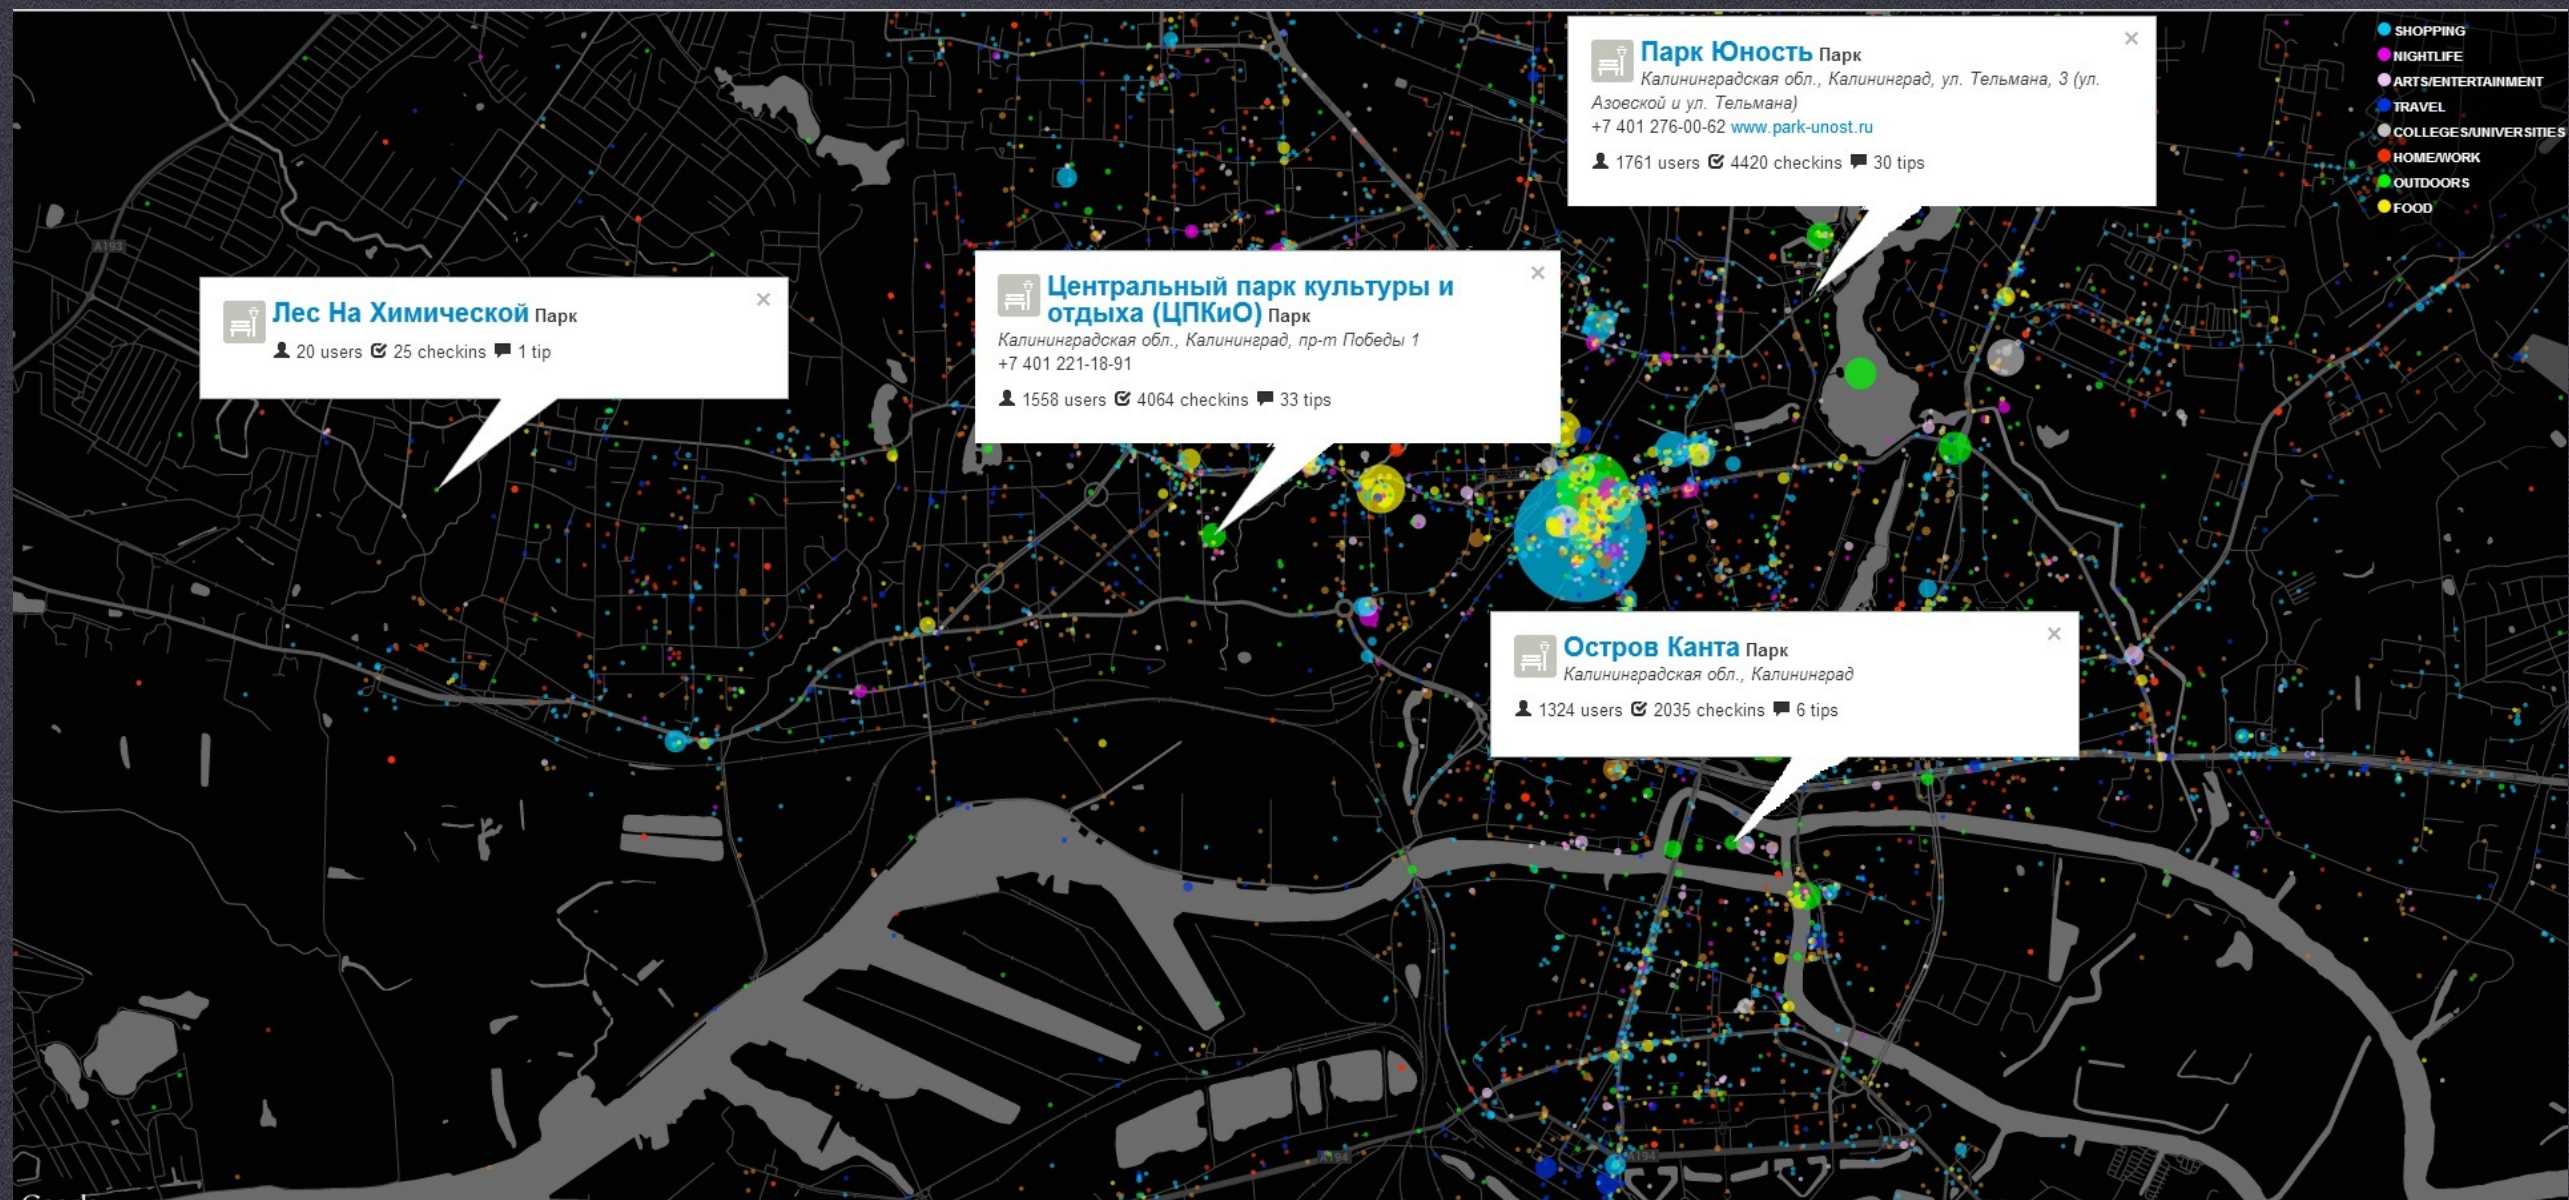 Парк Юность Парк
Калининградская обл., Калининград, ул. Тельмана, 3 (ул.
Азовской и ул. Тельмана)
+7 401 276-00-62 www.park-unost.ru
1761 users 4420 checkins 30 tips
SHOPPING
NIGHTLIFE
ARTS/ENTERTAINMENT
TRAVEL
COLLEGES/UNIVERSITIES
HOME/WORK
OUTDOORS
FOOD
A193
Лес На Химической Парк
20 users 25 checkins 1 tip
Центральный парк культуры и
отдыха (ЦПКиО) Парк
Калининградская обл., Калининград, пр-т Победы 1
+7 401 221-18-91
1558 users 4064 checkins 33 tips
Остров Канта Парк
Калининградская обл., Калининград
1324 users 2035 checkins 6 tips
A194
A194